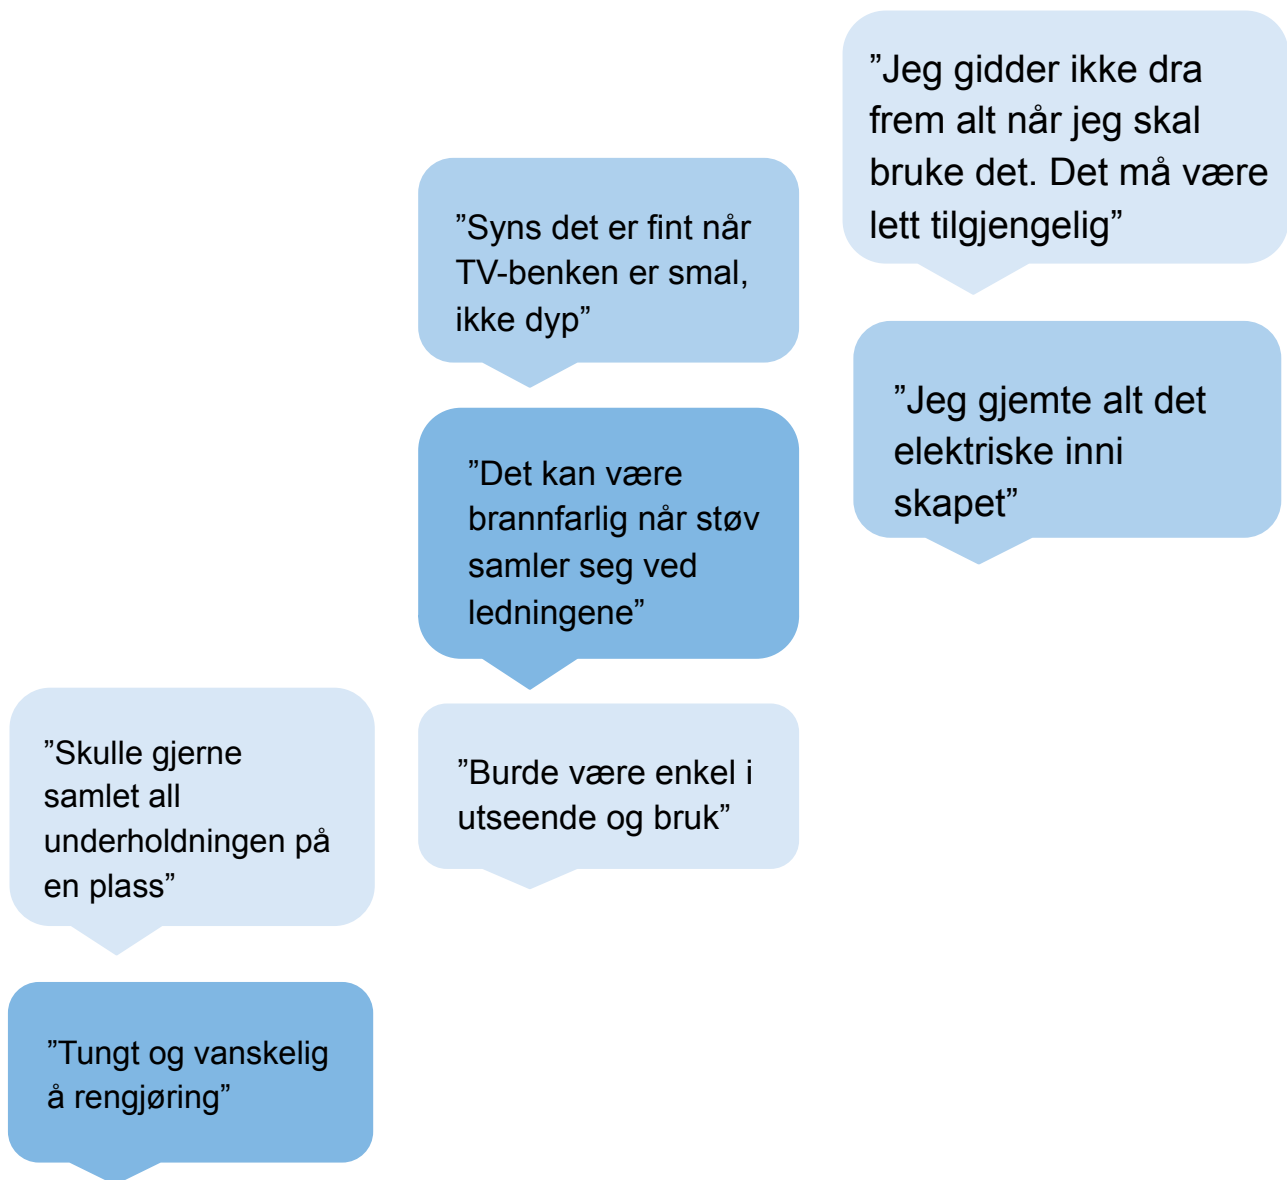 ”Jeg gidder ikke dra
frem alt når jeg skal
bruke det. Det må være
lett tilgjengelig”
”Syns det er fint når
TV-benken er smal,
ikke dyp”
”Jeg gjemte alt det
elektriske inni
skapet”
”Det kan være
brannfarlig når støv
samler seg ved
ledningene”
”Skulle gjerne
samlet all
underholdningen på
en plass”
”Burde være enkel i
utseende og bruk”
”Tungt og vanskelig
å rengjøring”